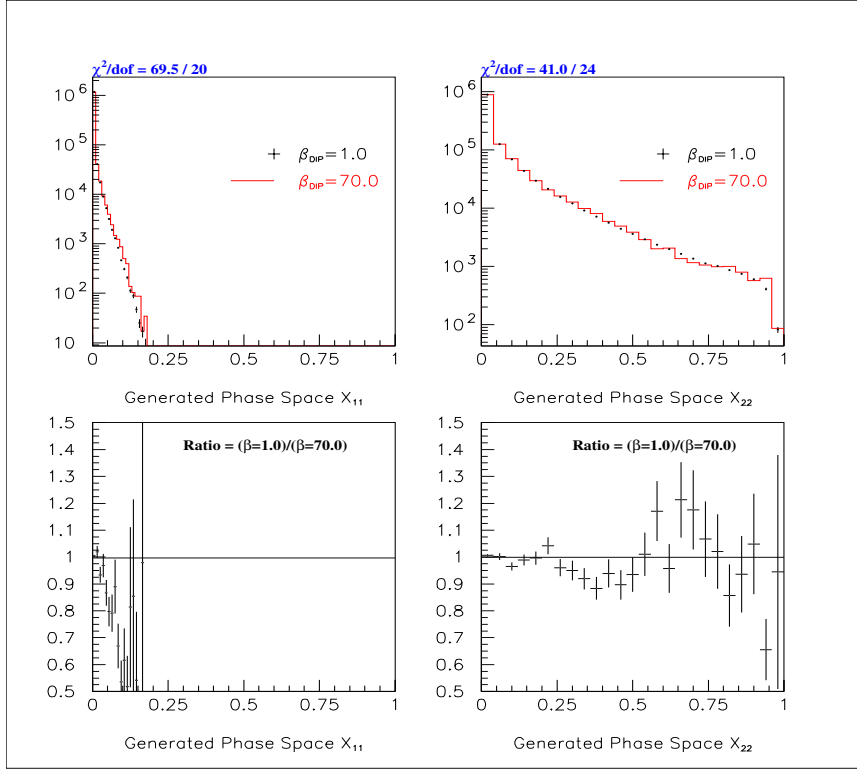 χ²/dof = 69.5 / 20
10⁶
10⁵
10⁴
10³
10²
10
β_DIP=1.0
β_DIP=70.0
0 0.25 0.5 0.75 1
Generated Phase Space X₁₁
χ²/dof = 41.0 / 24
10⁶
10⁵
10⁴
10³
10²
β_DIP=1.0
β_DIP=70.0
0 0.25 0.5 0.75 1
Generated Phase Space X₂₂
1.5
1.4
1.3
1.2
1.1
1
0.9
0.8
0.7
0.6
0.5
Ratio = (β=1.0)/(β=70.0)
0 0.25 0.5 0.75 1
Generated Phase Space X₁₁
1.5
1.4
1.3
1.2
1.1
1
0.9
0.8
0.7
0.6
0.5
Ratio = (β=1.0)/(β=70.0)
0 0.25 0.5 0.75 1
Generated Phase Space X₂₂